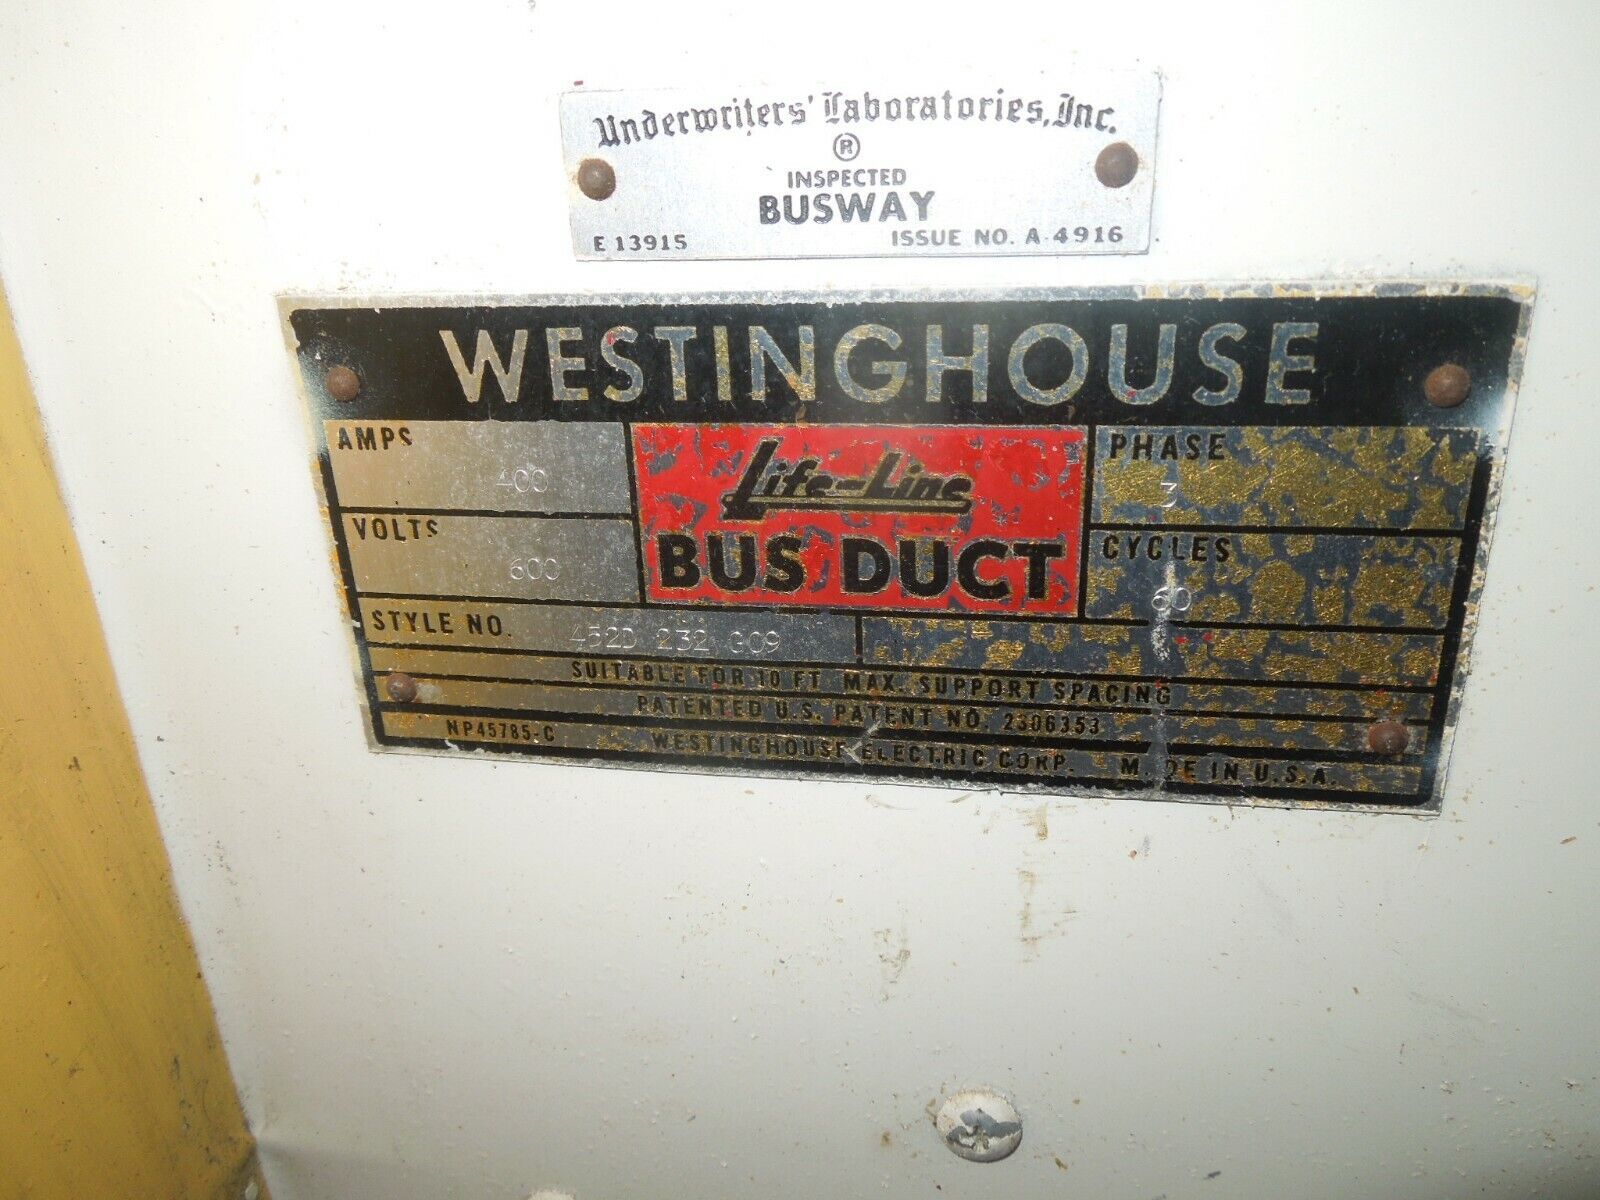 Underwriters' Laboratories, Inc.
®
INSPECTED
BUSWAY
E 13915 ISSUE NO. A-4916
WESTINGHOUSE
AMPS
400
VOLTS
600
Life-Line
BUS DUCT
PHASE
3
CYCLES
60
STYLE NO. 452D 232 G09
SUITABLE FOR 10 FT. MAX. SUPPORT SPACING
PATENTED U.S. PATENT NO. 2306353
NP45785-C WESTINGHOUSE ELECTRIC CORP. MADE IN U.S.A.